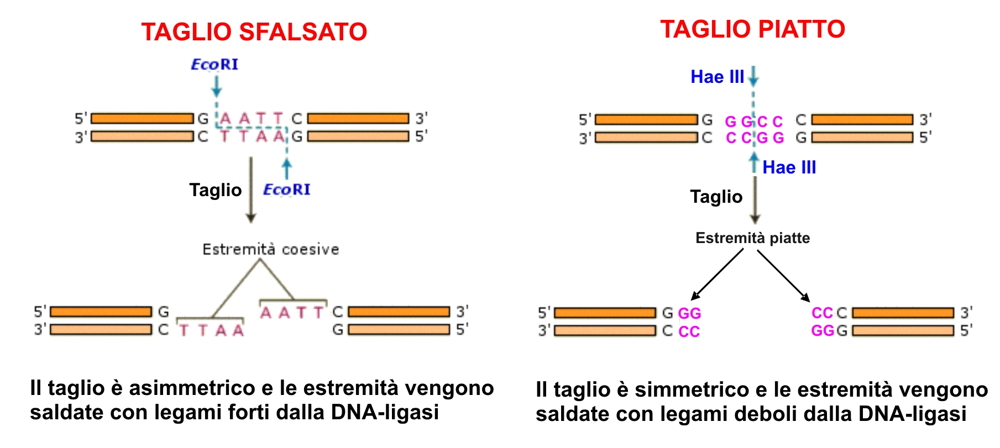 TAGLIO SFALSATO
EcoRI
5' G A A T T C 3'
3' C T T A A G 5'
Taglio
EcoRI
Estremità coesive
5' G A A T T C 3'
3' C T T A A G 5'
Il taglio è asimmetrico e le estremità vengono
saldate con legami forti dalla DNA-ligasi
TAGLIO PIATTO
Hae III
5' G G G C C C 3'
3' C C C G G G 5'
Hae III
Taglio
Estremità piatte
5' G GG CC C 3'
3' C CC GG G 5'
Il taglio è simmetrico e le estremità vengono
saldate con legami deboli dalla DNA-ligasi